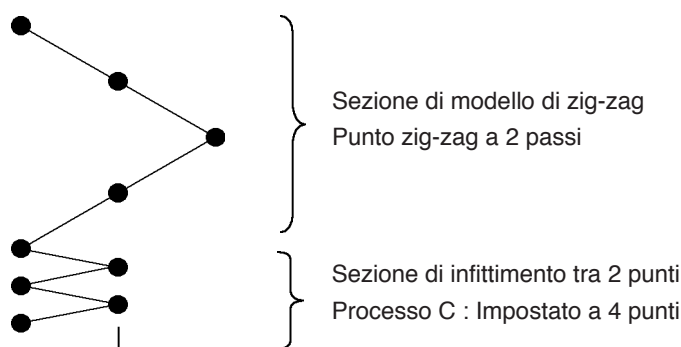 Sezione di modello di zig-zag
Punto zig-zag a 2 passi
Sezione di infittimento tra 2 punti
Processo C : Impostato a 4 punti